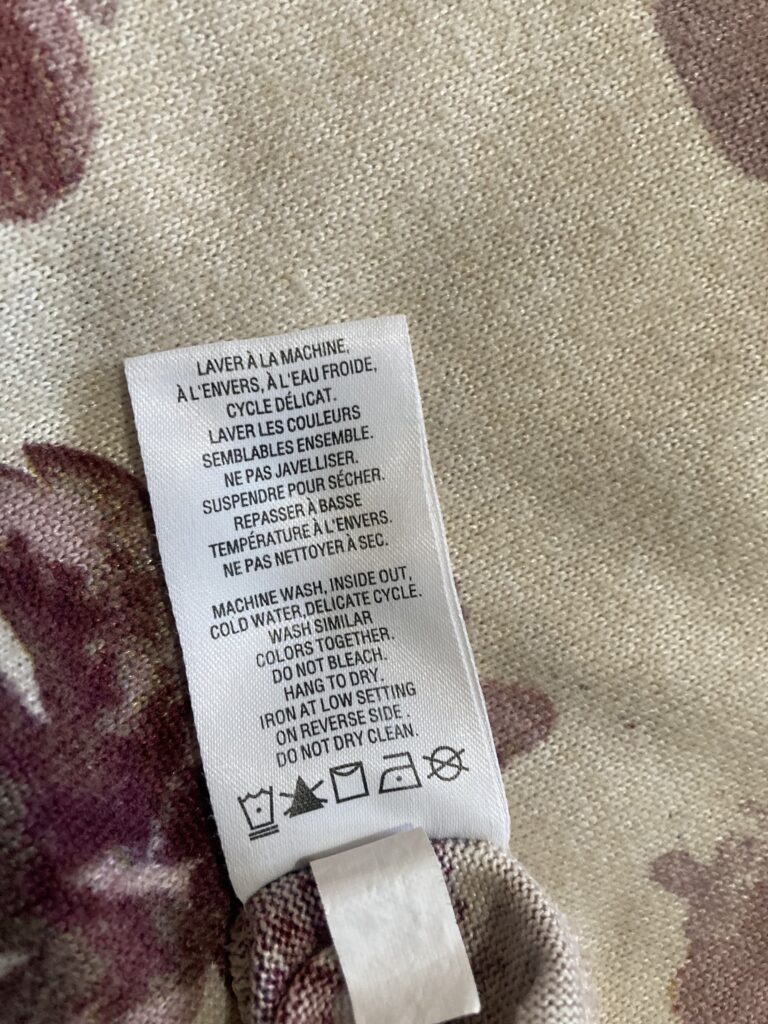 LAVER À LA MACHINE,
À L'ENVERS, À L'EAU FROIDE,
CYCLE DÉLICAT.
LAVER LES COULEURS
SEMBLABLES ENSEMBLE.
NE PAS JAVELLISER.
SUSPENDRE POUR SÉCHER.
REPASSER À BASSE
TEMPÉRATURE À L'ENVERS.
NE PAS NETTOYER À SEC.
MACHINE WASH, INSIDE OUT,
COLD WATER,DELICATE CYCLE.
WASH SIMILAR
COLORS TOGETHER.
DO NOT BLEACH.
HANG TO DRY.
IRON AT LOW SETTING
ON REVERSE SIDE .
DO NOT DRY CLEAN.